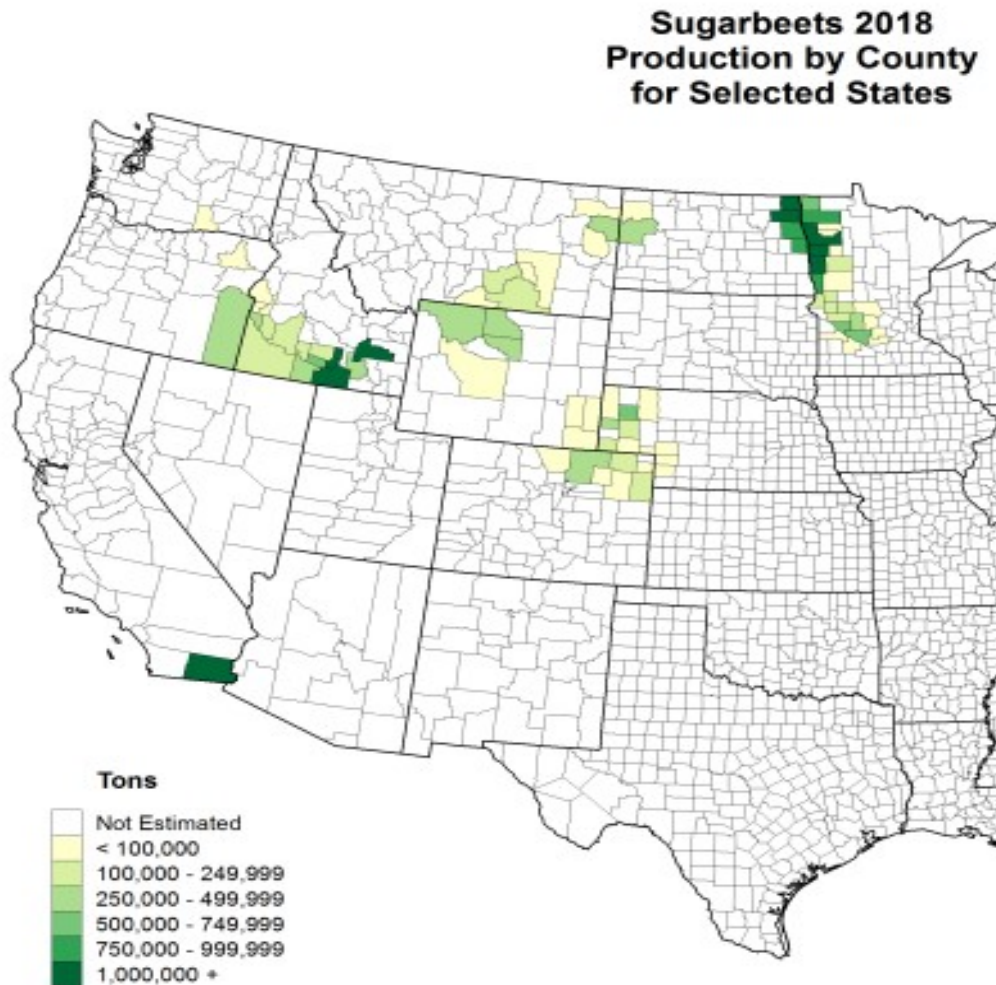 Sugarbeets 2018
Production by County
for Selected States
Tons
Not Estimated
< 100,000
100,000 - 249,999
250,000 - 499,999
500,000 - 749,999
750,000 - 999,999
1,000,000 +